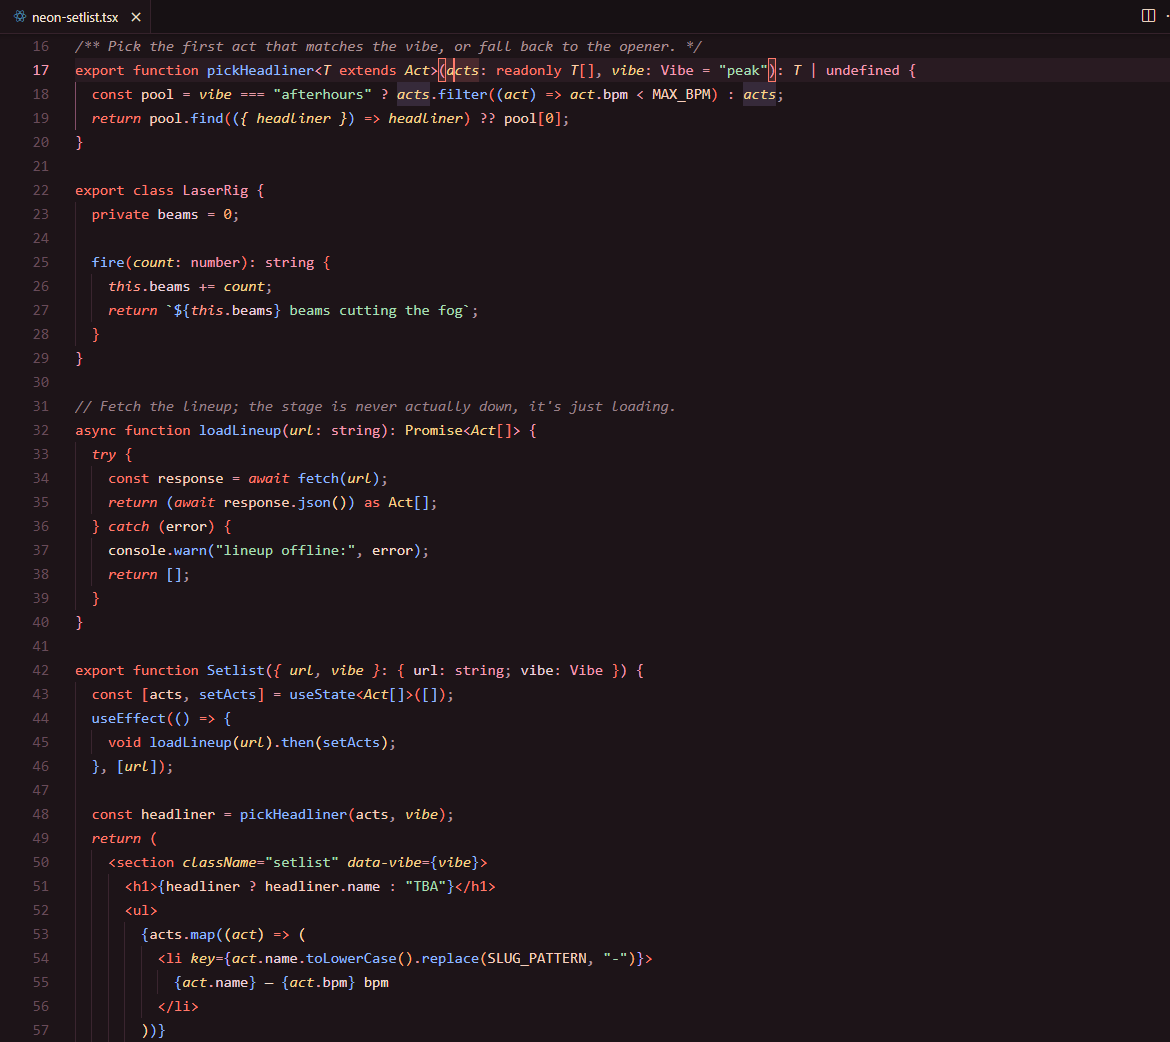 neon-setlist.tsx
16 /** Pick the first act that matches the vibe, or fall back to the opener. */
17 export function pickHeadliner<T extends Act>(acts: readonly T[], vibe: Vibe = "peak"): T | undefined {
18   const pool = vibe === "afterhours" ? acts.filter((act) => act.bpm < MAX_BPM) : acts;
19   return pool.find(({ headliner }) => headliner) ?? pool[0];
20 }
21
22 export class LaserRig {
23   private beams = 0;
24
25   fire(count: number): string {
26     this.beams += count;
27     return `${this.beams} beams cutting the fog`;
28   }
29 }
30
31 // Fetch the lineup; the stage is never actually down, it's just loading.
32 async function loadLineup(url: string): Promise<Act[]> {
33   try {
34     const response = await fetch(url);
35     return (await response.json()) as Act[];
36   } catch (error) {
37     console.warn("lineup offline:", error);
38     return [];
39   }
40 }
41
42 export function Setlist({ url, vibe }: { url: string; vibe: Vibe }) {
43   const [acts, setActs] = useState<Act[]>([]);
44   useEffect(() => {
45     void loadLineup(url).then(setActs);
46   }, [url]);
47
48   const headliner = pickHeadliner(acts, vibe);
49   return (
50     <section className="setlist" data-vibe={vibe}>
51       <h1>{headliner ? headliner.name : "TBA"}</h1>
52       <ul>
53         {acts.map((act) => (
54           <li key={act.name.toLowerCase().replace(SLUG_PATTERN, "-")}>
55             {act.name} — {act.bpm} bpm
56           </li>
57         ))}